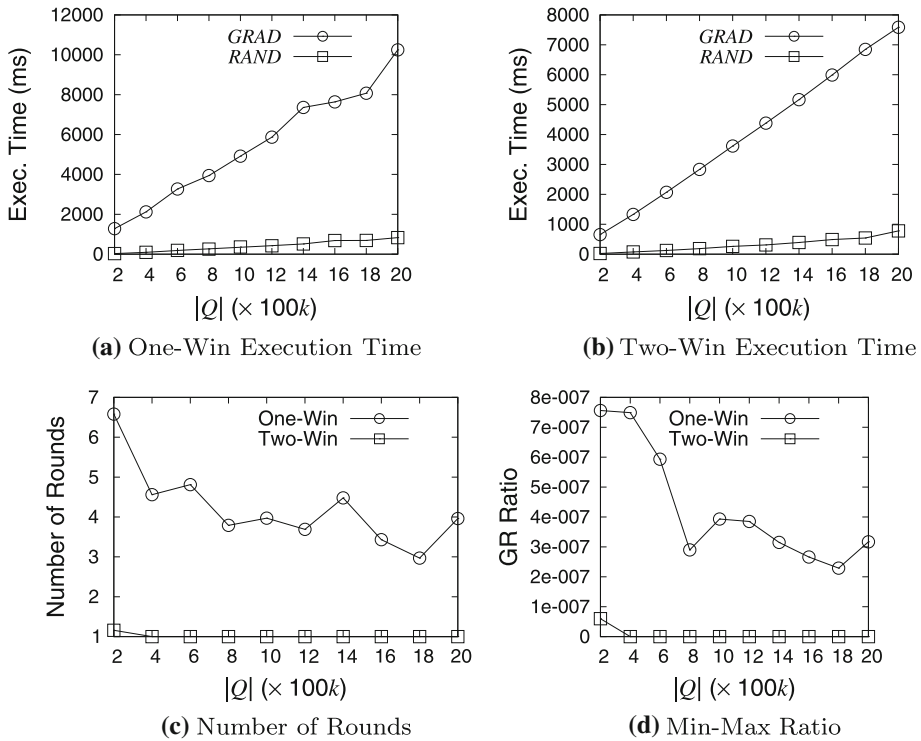 12000
10000
8000
6000
4000
2000
0
Exec. Time (ms)
GRAD
RAND
2 4 6 8 10 12 14 16 18 20
|Q| (× 100k)
(a) One-Win Execution Time
8000
7000
6000
5000
4000
3000
2000
1000
0
Exec. Time (ms)
GRAD
RAND
2 4 6 8 10 12 14 16 18 20
|Q| (× 100k)
(b) Two-Win Execution Time
7
6
5
4
3
2
1
Number of Rounds
One-Win
Two-Win
2 4 6 8 10 12 14 16 18 20
|Q| (× 100k)
(c) Number of Rounds
8e-007
7e-007
6e-007
5e-007
4e-007
3e-007
2e-007
1e-007
0
GR Ratio
One-Win
Two-Win
2 4 6 8 10 12 14 16 18 20
|Q| (× 100k)
(d) Min-Max Ratio